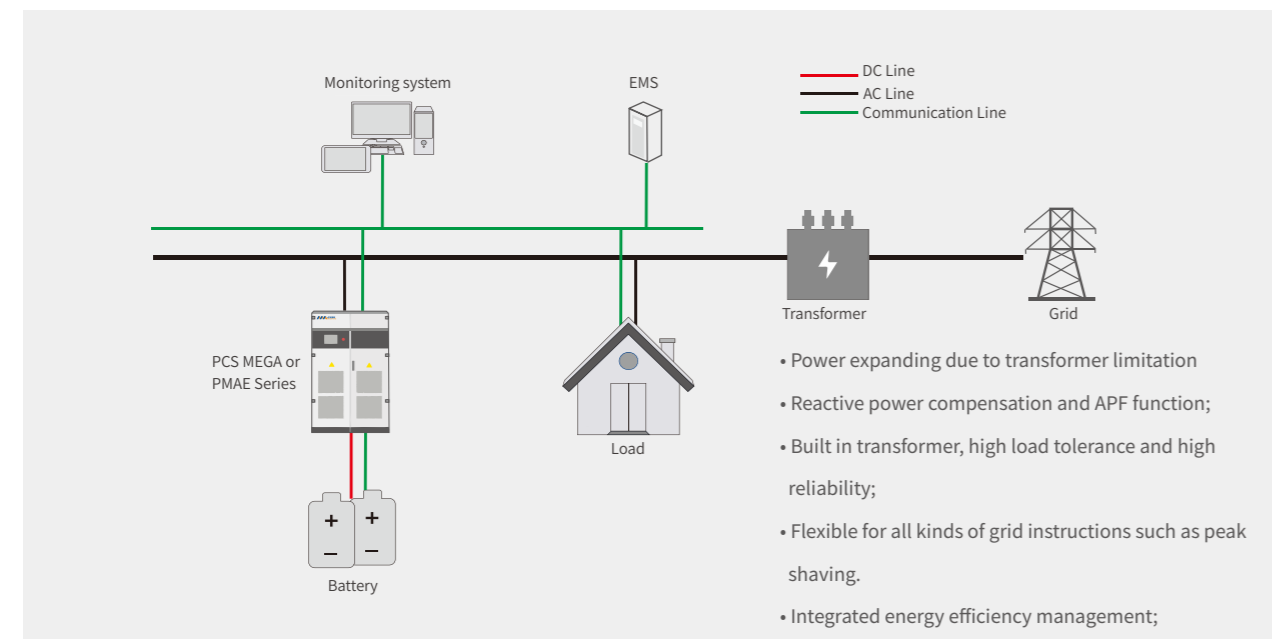 Monitoring system
EMS
DC Line
AC Line
Communication Line
Transformer
Grid
PCS MEGA or
PMAE Series
Load
Battery
• Power expanding due to transformer limitation
• Reactive power compensation and APF function;
• Built in transformer, high load tolerance and high
reliability;
• Flexible for all kinds of grid instructions such as peak
shaving.
• Integrated energy efficiency management;